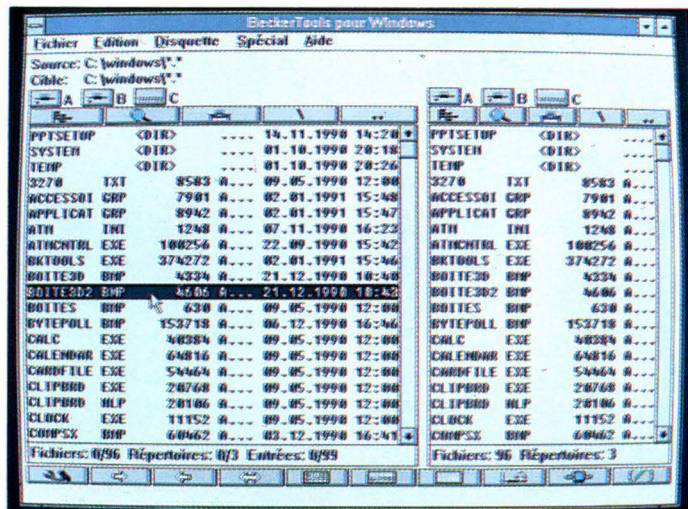 BeckerTools pour Windows
Fichier Edition Disquette Spécial Aide
Source: C:\windows\*.*
Cible: C:\windows\*.*
A B C
\ ..
PPTSETUP <DIR> .... 14.11.1990 14:20
SYSTEM <DIR> .... 01.10.1990 20:18
TEMP <DIR> .... 01.10.1990 20:26
3270 TXT 8583 A... 09.05.1990 12:00
ACCESSOI GRP 7901 A... 02.01.1991 15:48
APPLICAT GRP 8942 A... 02.01.1991 15:47
ATM INI 1248 A... 07.11.1990 16:23
ATMCNTRL EXE 108256 A... 22.09.1990 15:42
BKTOOLS EXE 374272 A... 02.01.1991 15:46
BOITE3D BMP 4334 A... 21.12.1990 10:40
BOITE3D2 BMP 4606 A... 21.12.1990 10:43
BOITES BMP 630 A... 09.05.1990 12:00
BYTEPOLL BMP 153718 A... 06.12.1990 16:46
CALC EXE 40384 A... 09.05.1990 12:00
CALENDAR EXE 64816 A... 09.05.1990 12:00
CARDFILE EXE 54464 A... 09.05.1990 12:00
CLIPBRD EXE 20768 A... 09.05.1990 12:00
CLIPBRD HLP 20106 A... 09.05.1990 12:00
CLOCK EXE 11152 A... 09.05.1990 12:00
COMPSX BMP 60462 A... 03.12.1990 16:41
Fichiers: 0/96 Répertoires: 0/3 Entrées: 0/99
A B C
\ ..
PPTSETUP <DIR> ....
SYSTEM <DIR> ....
TEMP <DIR> ....
3270 TXT 8583 A...
ACCESSOI GRP 7901 A...
APPLICAT GRP 8942 A...
ATM INI 1248 A...
ATMCNTRL EXE 108256 A...
BKTOOLS EXE 374272 A...
BOITE3D BMP 4334 A...
BOITE3D2 BMP 4606 A...
BOITES BMP 630 A...
BYTEPOLL BMP 153718 A...
CALC EXE 40384 A...
CALENDAR EXE 64816 A...
CARDFILE EXE 54464 A...
CLIPBRD EXE 20768 A...
CLIPBRD HLP 20106 A...
CLOCK EXE 11152 A...
COMPSX BMP 60462 A...
Fichiers: 96 Répertoires: 3